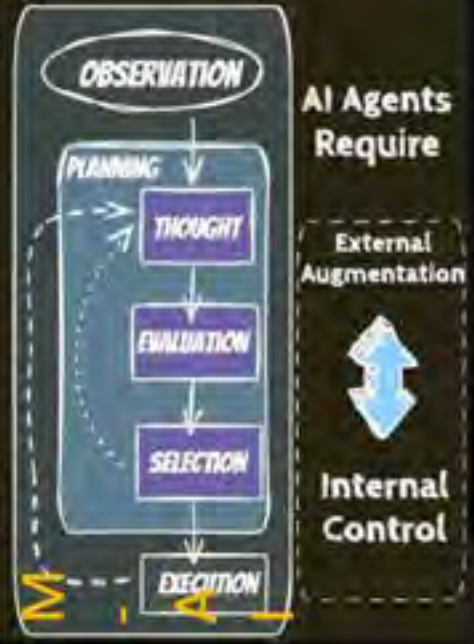 OBSERVATION
PLANNING
THOUGHT
EVALUATION
SELECTION
EXECUTION
AI Agents
Require
External
Augmentation
Internal
Control
M - A I